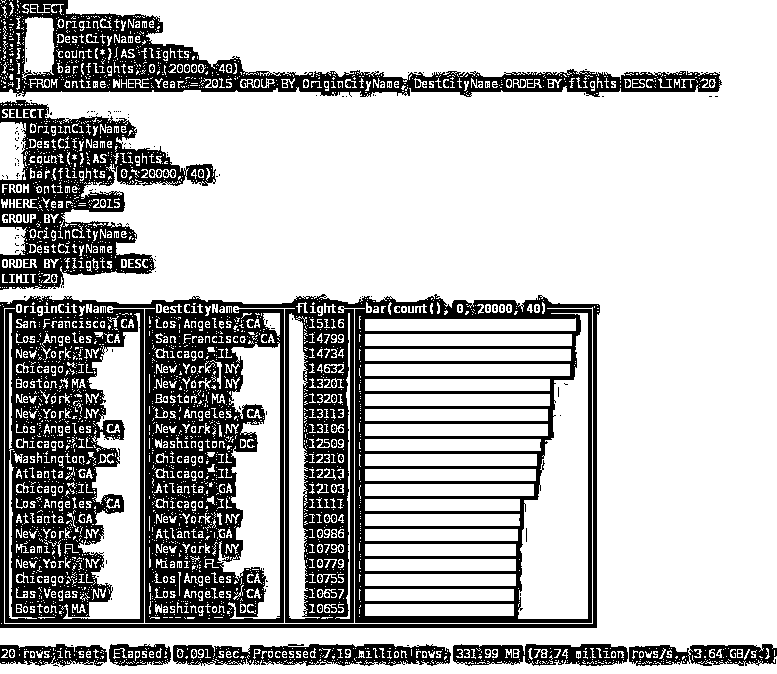 :) SELECT
:-]     OriginCityName,
:-]     DestCityName,
:-]     count(*) AS flights,
:-]     bar(flights, 0, 20000, 40)
:-] FROM ontime WHERE Year = 2015 GROUP BY OriginCityName, DestCityName ORDER BY flights DESC LIMIT 20
SELECT
OriginCityName,
DestCityName,
count(*) AS flights,
bar(flights, 0, 20000, 40)
FROM ontime
WHERE Year = 2015
GROUP BY
OriginCityName,
DestCityName
ORDER BY flights DESC
LIMIT 20
OriginCityName DestCityName flights bar(count(), 0, 20000, 40)
San Francisco, CA Los Angeles, CA 15116
Los Angeles, CA San Francisco, CA 14799
New York, NY Chicago, IL 14734
Chicago, IL New York, NY 14632
Boston, MA New York, NY 13201
New York, NY Boston, MA 13201
New York, NY Los Angeles, CA 13113
Los Angeles, CA New York, NY 13106
Chicago, IL Washington, DC 12509
Washington, DC Chicago, IL 12310
Atlanta, GA Chicago, IL 12213
Chicago, IL Atlanta, GA 12103
Los Angeles, CA Chicago, IL 11111
Atlanta, GA New York, NY 11004
New York, NY Atlanta, GA 10986
Miami, FL New York, NY 10790
New York, NY Miami, FL 10779
Chicago, IL Los Angeles, CA 10755
Las Vegas, NV Los Angeles, CA 10657
Boston, MA Washington, DC 10655
20 rows in set. Elapsed: 0.091 sec. Processed 7.19 million rows, 331.99 MB (78.74 million rows/s., 3.64 GB/s.)